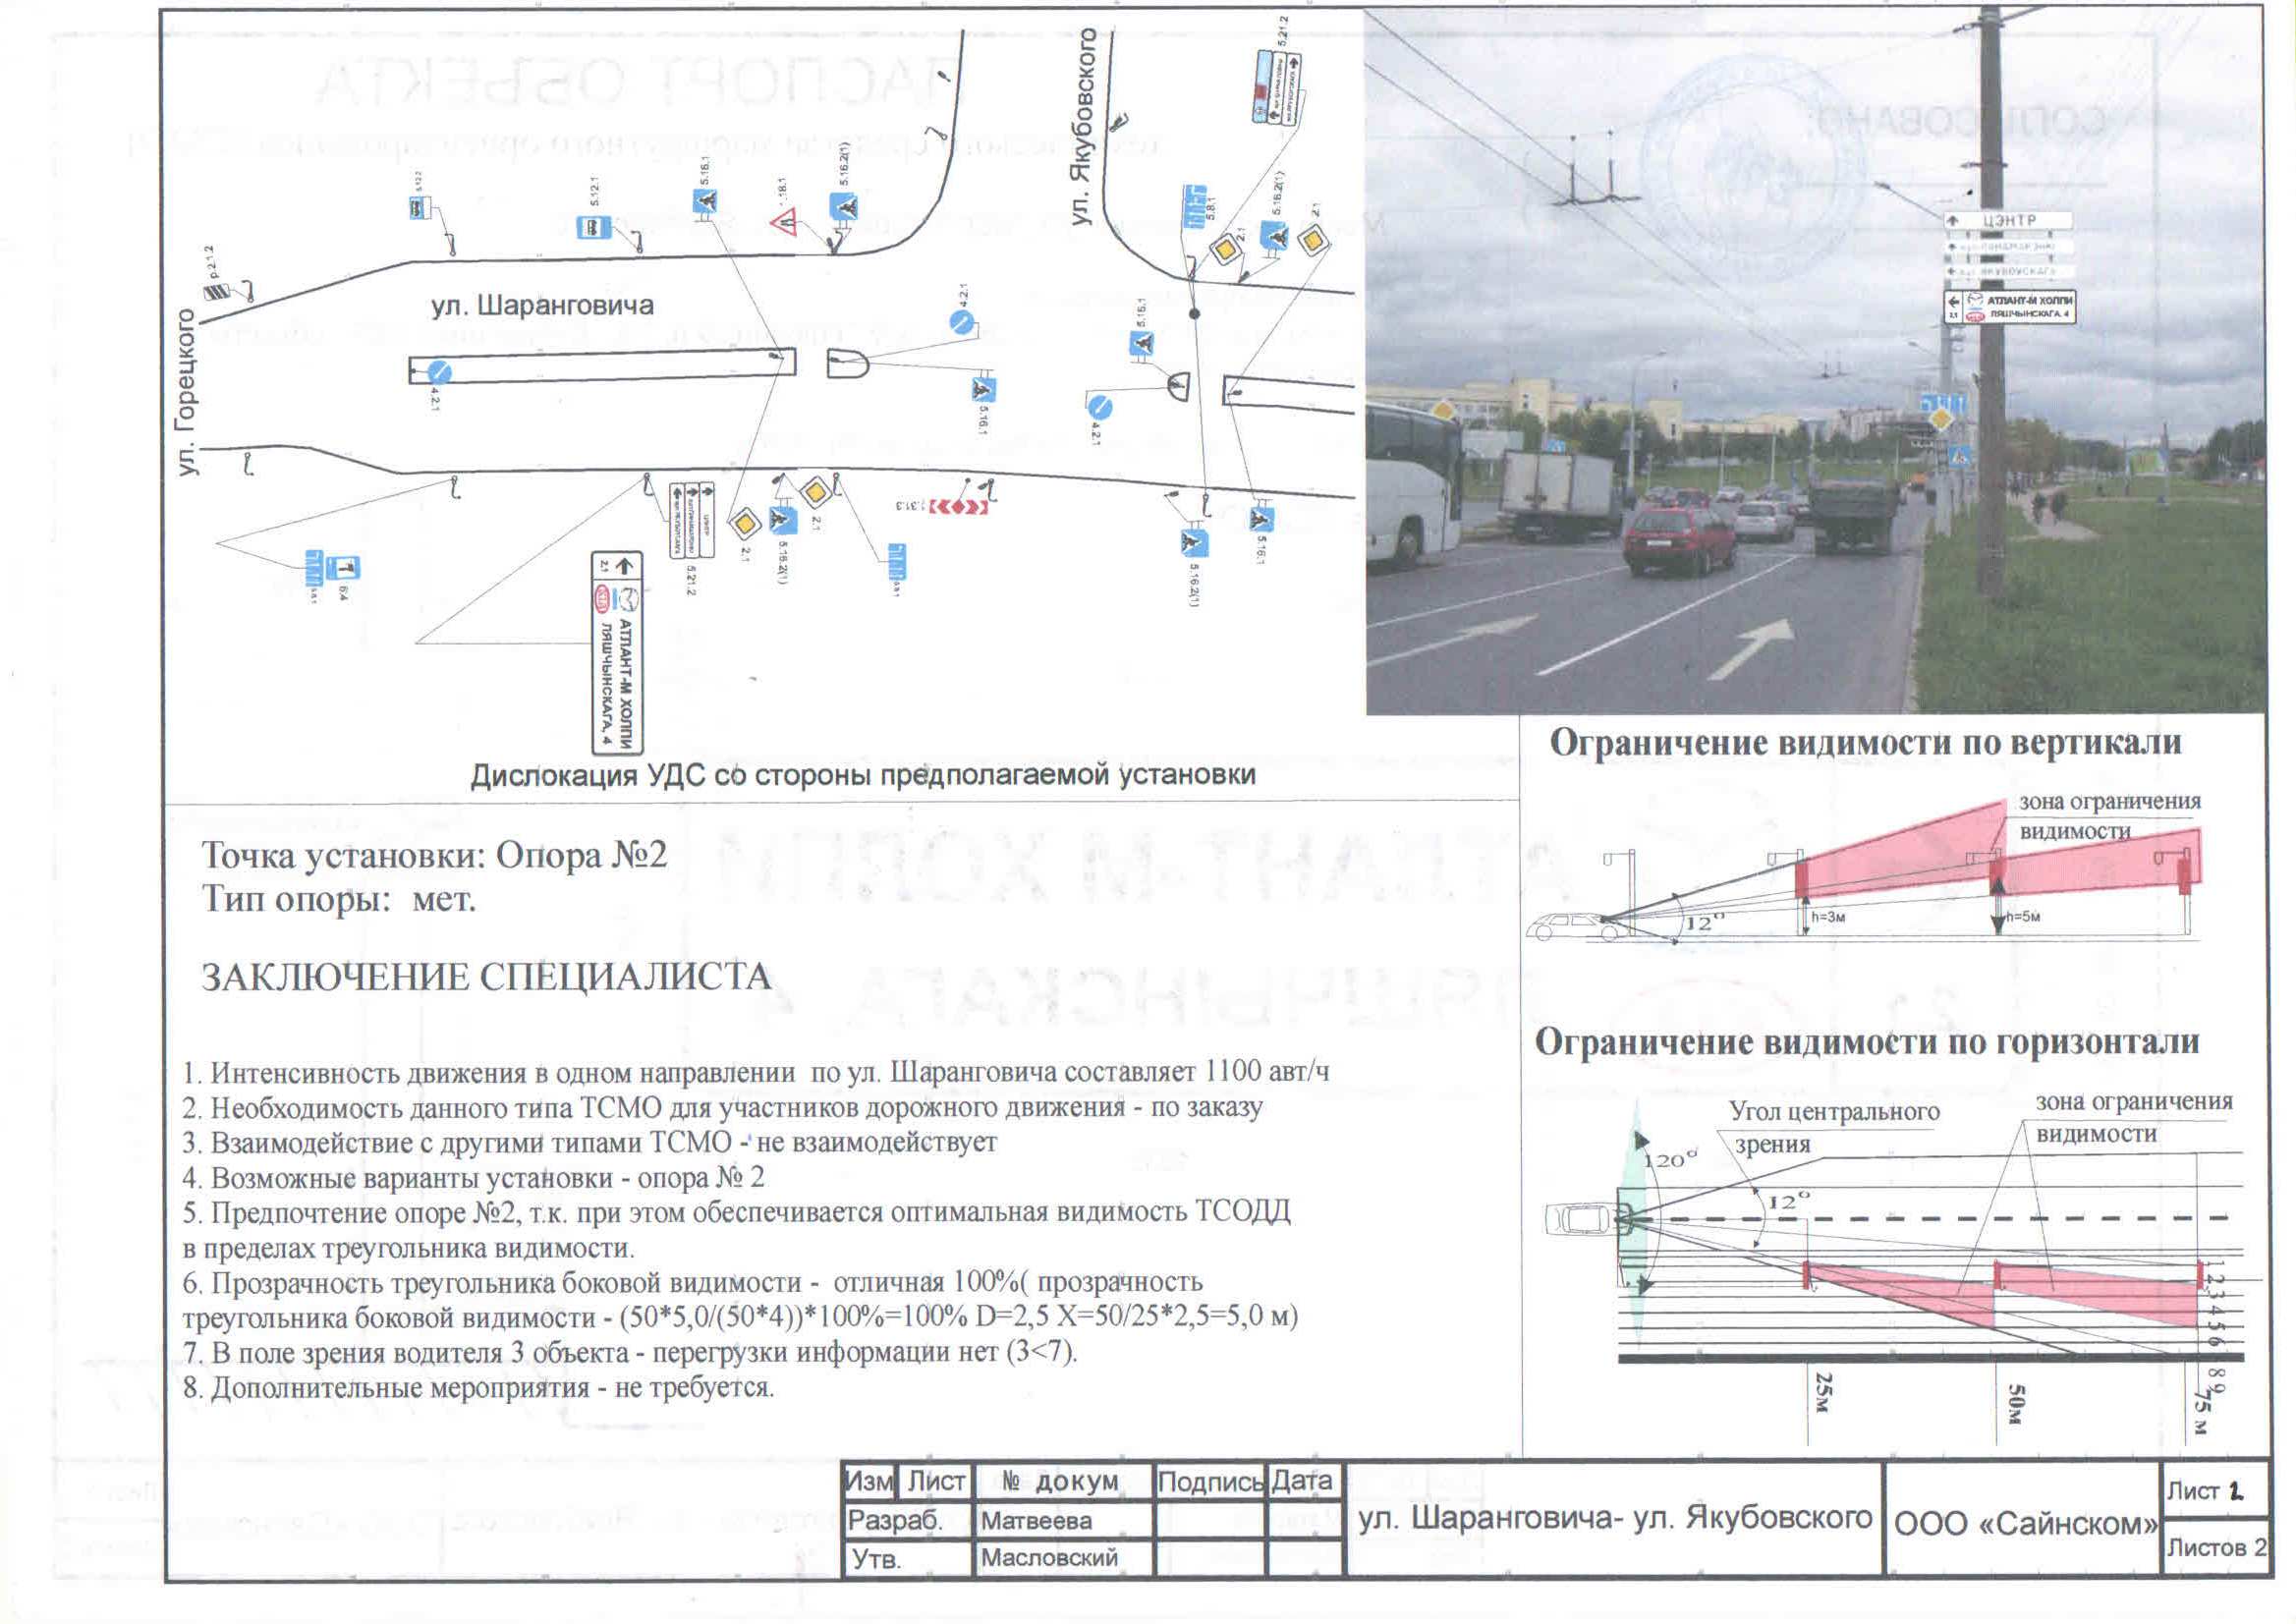 ул. Якубовского
ул. Шаранговича
ул. Горецкого
5.21.2
5.16.1
1.18.1
5.16.2(1)
5.12.1
5.12.2
5.8.1
2.1
5.16.2(1)
2.1
4.2.1
5.16.1
4.2.1
5.16.1
4.2.1
1.31.3
5.16.2(1)
5.16.1
2.1
5.16.2(1)
2.1
5.21.2
6.4
ЦЭНТР
2.1
KIA
АТЛАНТ-М ХОЛПИ
ЛЯШЧЫНСКАГА, 4
Дислокация УДС со стороны предполагаемой установки
ЦЭНТР
АТЛАНТ-М ХОЛПИ
2.1
ЛЯШЧЫНСКАГА, 4
Точка установки: Опора №2
Тип опоры: мет.
ЗАКЛЮЧЕНИЕ СПЕЦИАЛИСТА
1. Интенсивность движения в одном направлении по ул. Шаранговича составляет 1100 авт/ч
2. Необходимость данного типа ТСМО для участников дорожного движения - по заказу
3. Взаимодействие с другими типами ТСМО - не взаимодействует
4. Возможные варианты установки - опора № 2
5. Предпочтение опоре №2, т.к. при этом обеспечивается оптимальная видимость ТСОДД
в пределах треугольника видимости.
6. Прозрачность треугольника боковой видимости - отличная 100%( прозрачность
треугольника боковой видимости - (50*5,0/(50*4))*100%=100% D=2,5 X=50/25*2,5=5,0 м)
7. В поле зрения водителя 3 объекта - перегрузки информации нет (3<7).
8. Дополнительные мероприятия - не требуется.
Ограничение видимости по вертикали
зона ограничения
видимости
12°
h=3м
h=5м
Ограничение видимости по горизонтали
Угол центрального
зрения
зона ограничения
видимости
120°
12°
1 2 3 4 5 6 8 9
25м
50м
75 м
Изм Лист № докум Подпись Дата
Разраб. Матвеева
Утв. Масловский
ул. Шаранговича- ул. Якубовского
ООО «Сайнском»
Лист 2
Листов 2